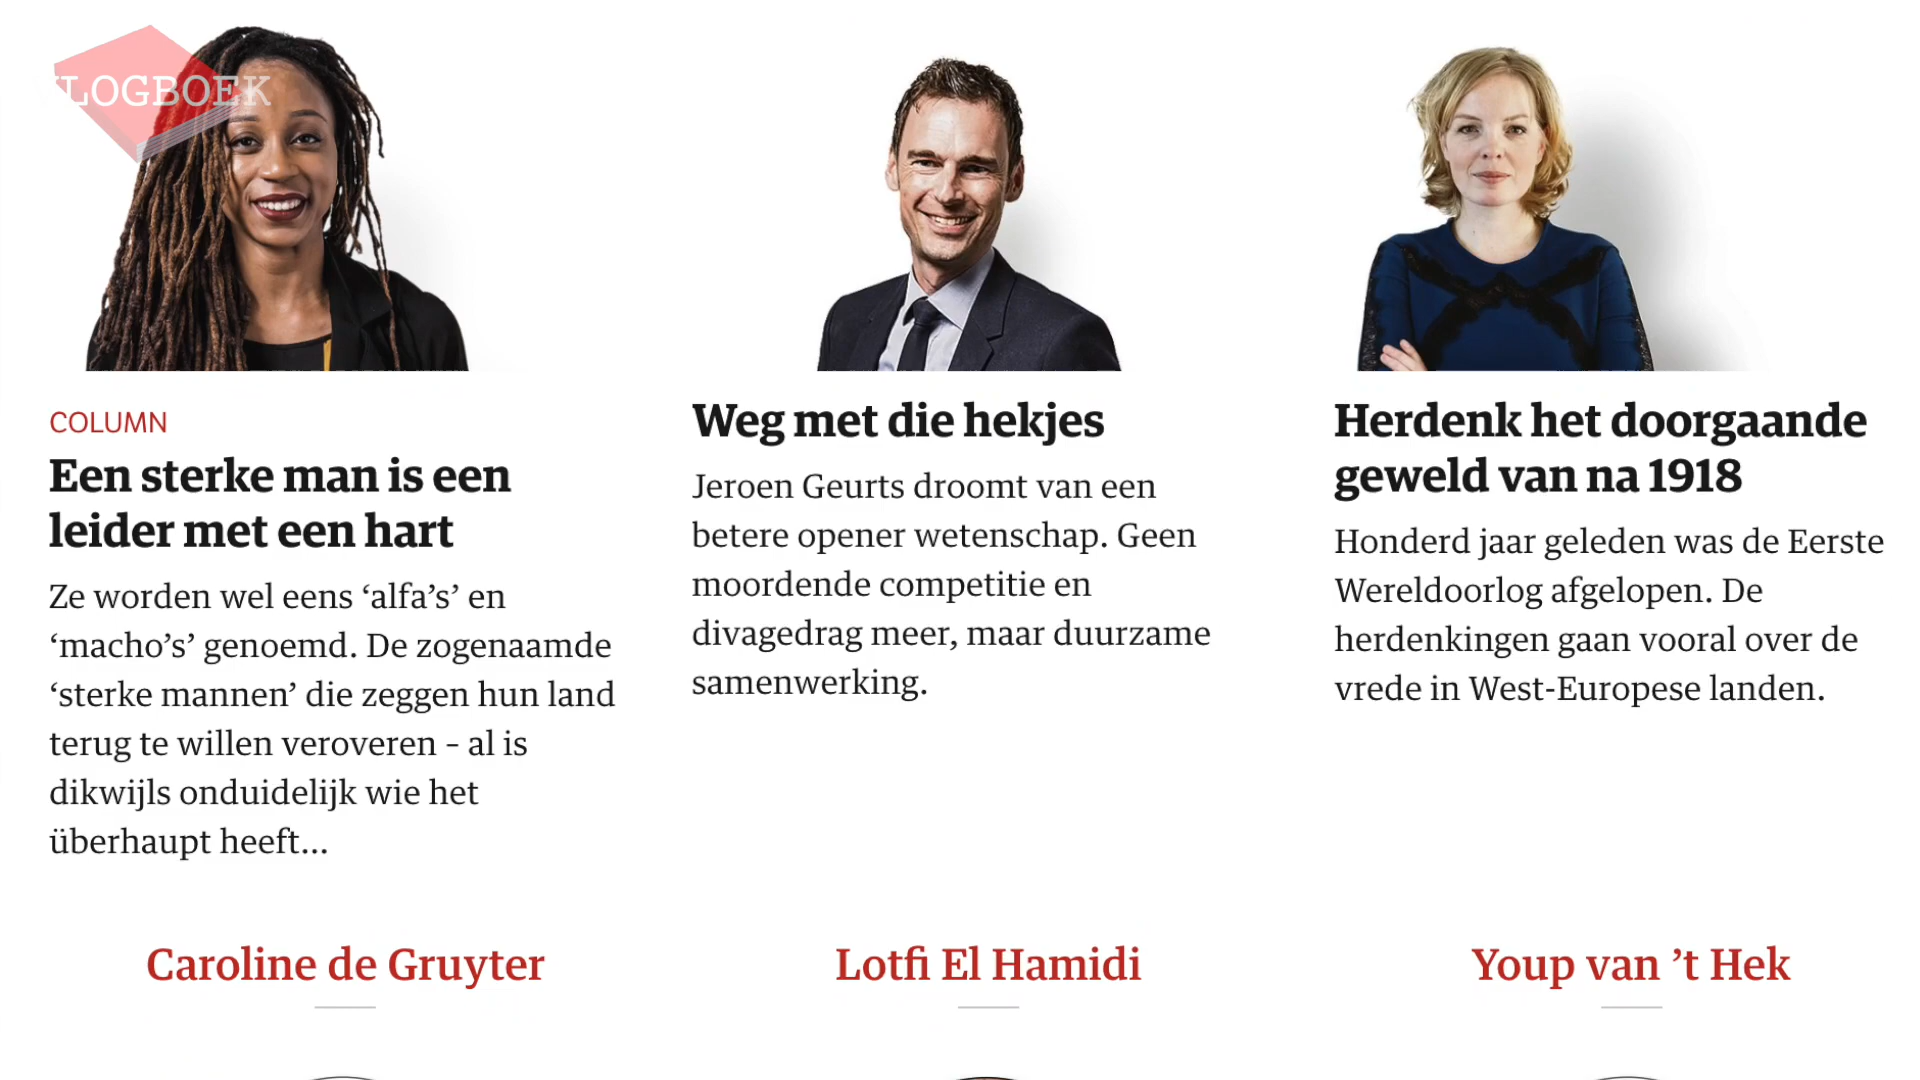 VLOGBOEK
COLUMN
Een sterke man is een
leider met een hart
Ze worden wel eens ‘alfa’s’ en
‘macho’s’ genoemd. De zogenaamde
‘sterke mannen’ die zeggen hun land
terug te willen veroveren – al is
dikwijls onduidelijk wie het
überhaupt heeft...
Weg met die hekjes
Jeroen Geurts droomt van een
betere opener wetenschap. Geen
moordende competitie en
divagedrag meer, maar duurzame
samenwerking.
Herdenk het doorgaande
geweld van na 1918
Honderd jaar geleden was de Eerste
Wereldoorlog afgelopen. De
herdenkingen gaan vooral over de
vrede in West-Europese landen.
Caroline de Gruyter
Lotfi El Hamidi
Youp van ’t Hek